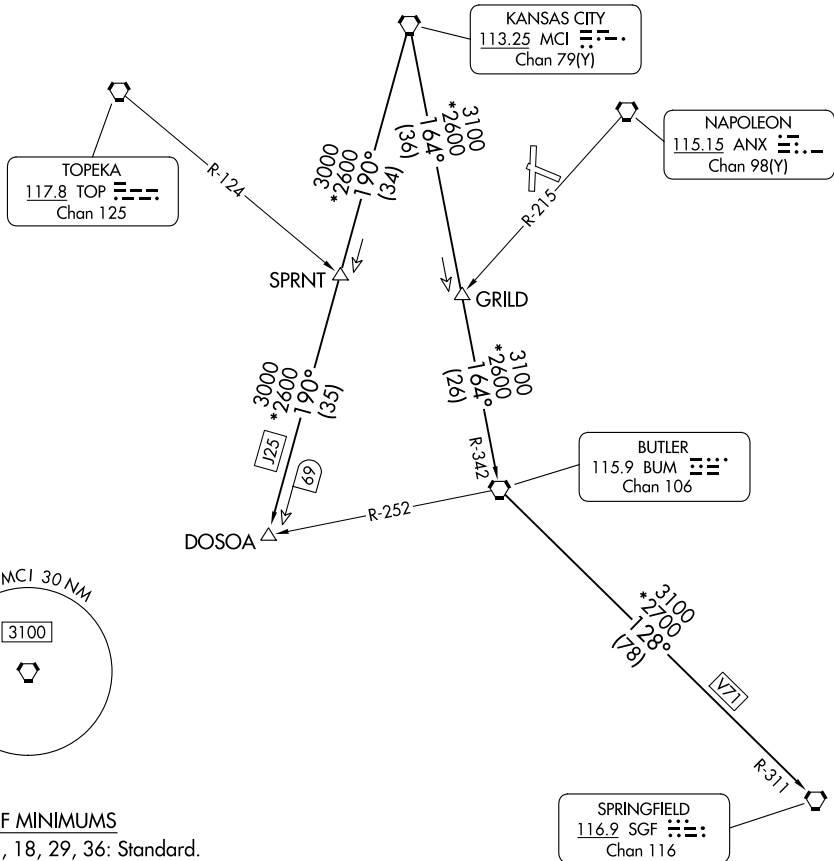 KANSAS CITY
113.25 MCI
Chan 79(Y)
NAPOLEON
115.15 ANX
Chan 98(Y)
TOPEKA
117.8 TOP
Chan 125
R-124
3000
*2600
190°
(34)
3100
*2600
164°
(36)
R-215
SPRNT
GRILD
3000
*2600
190°
(35)
3100
*2600
164°
(26)
J25
69
R-342
BUTLER
115.9 BUM
Chan 106
R-252
DOSOA
MCI 30 NM
3100
3100
*2700
128°
(78)
V71
R-311
SPRINGFIELD
116.9 SGF
Chan 116
F MINIMUMS
, 18, 29, 36: Standard.